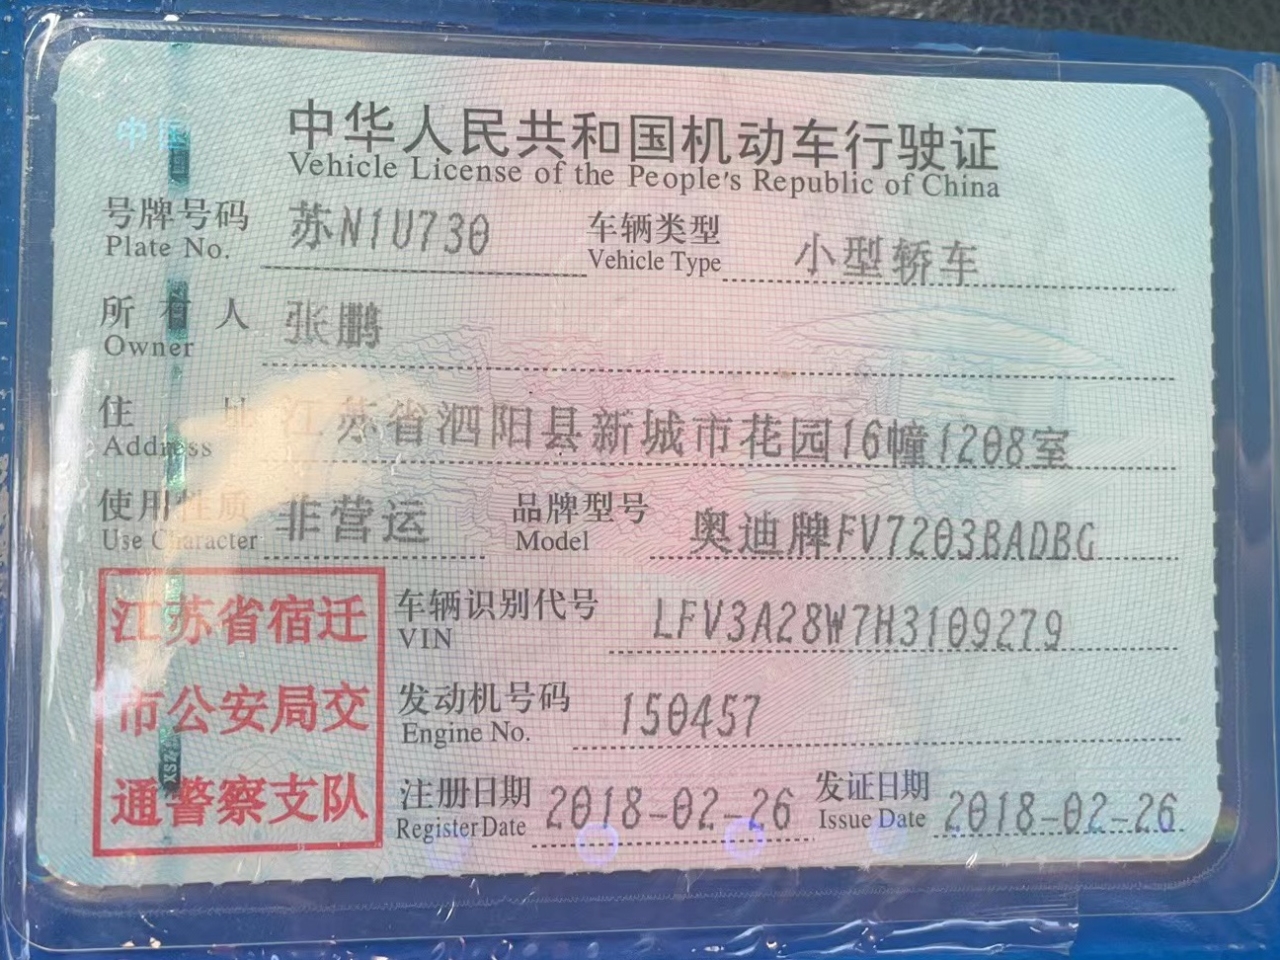 中国
中华人民共和国机动车行驶证
Vehicle License of the People's Republic of China
号牌号码 苏N1U730 车辆类型 小型轿车
Plate No. Vehicle Type
所有人 张鹏
Owner
住址 江苏省泗阳县新城市花园16幢1208室
Address
使用性质 非营运 品牌型号 奥迪牌FV7203BADBG
Use Character Model
江苏省宿迁
市公安局交
通警察支队
车辆识别代号 LFV3A28W7H3109279
VIN
发动机号码 150457
Engine No.
注册日期 2018-02-26 发证日期 2018-02-26
Register Date Issue Date